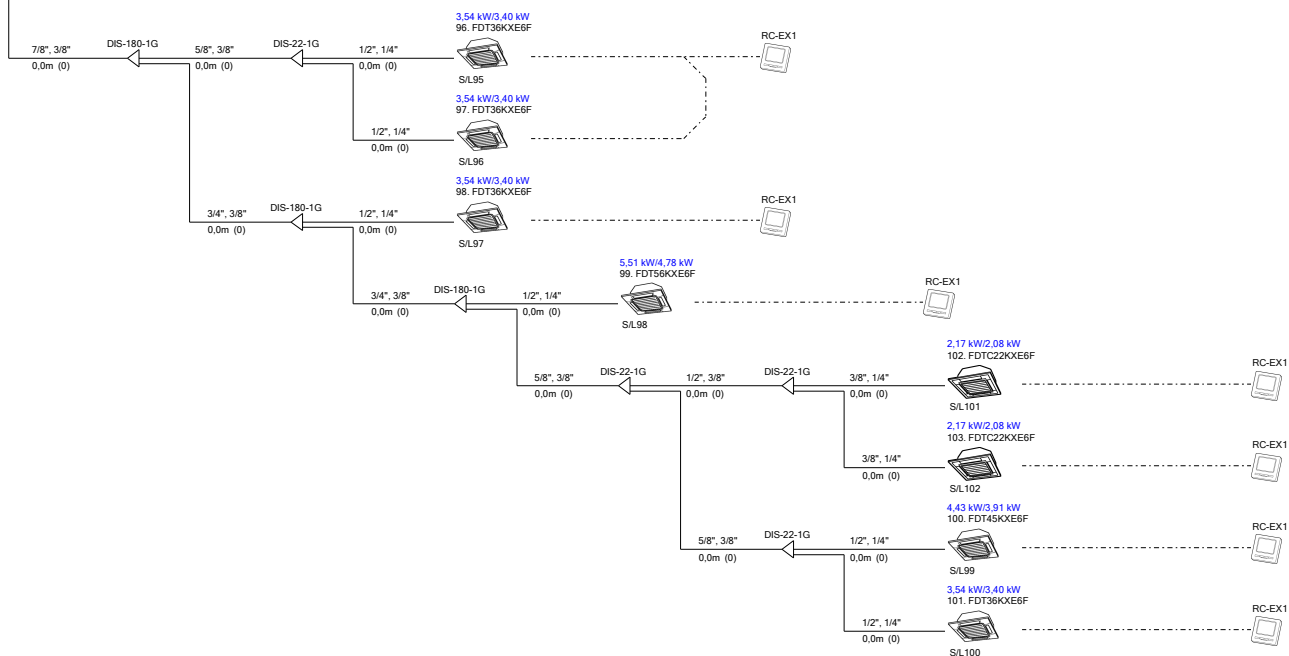 3,54 kW/3,40 kW
96. FDT36KXE6F
RC-EX1
7/8", 3/8"
DIS-180-1G
5/8", 3/8"
DIS-22-1G
1/2", 1/4"
0,0m (0)
0,0m (0)
0,0m (0)
S/L95
3,54 kW/3,40 kW
97. FDT36KXE6F
1/2", 1/4"
0,0m (0)
S/L96
3,54 kW/3,40 kW
98. FDT36KXE6F
RC-EX1
3/4", 3/8"
DIS-180-1G
1/2", 1/4"
0,0m (0)
0,0m (0)
S/L97
5,51 kW/4,78 kW
99. FDT56KXE6F
RC-EX1
3/4", 3/8"
DIS-180-1G
1/2", 1/4"
0,0m (0)
0,0m (0)
S/L98
2,17 kW/2,08 kW
102. FDTC22KXE6F
RC-EX1
5/8", 3/8"
DIS-22-1G
1/2", 3/8"
DIS-22-1G
3/8", 1/4"
0,0m (0)
0,0m (0)
0,0m (0)
S/L101
2,17 kW/2,08 kW
103. FDTC22KXE6F
RC-EX1
3/8", 1/4"
0,0m (0)
S/L102
4,43 kW/3,91 kW
100. FDT45KXE6F
RC-EX1
5/8", 3/8"
DIS-22-1G
1/2", 1/4"
0,0m (0)
0,0m (0)
S/L99
3,54 kW/3,40 kW
101. FDT36KXE6F
RC-EX1
1/2", 1/4"
0,0m (0)
S/L100